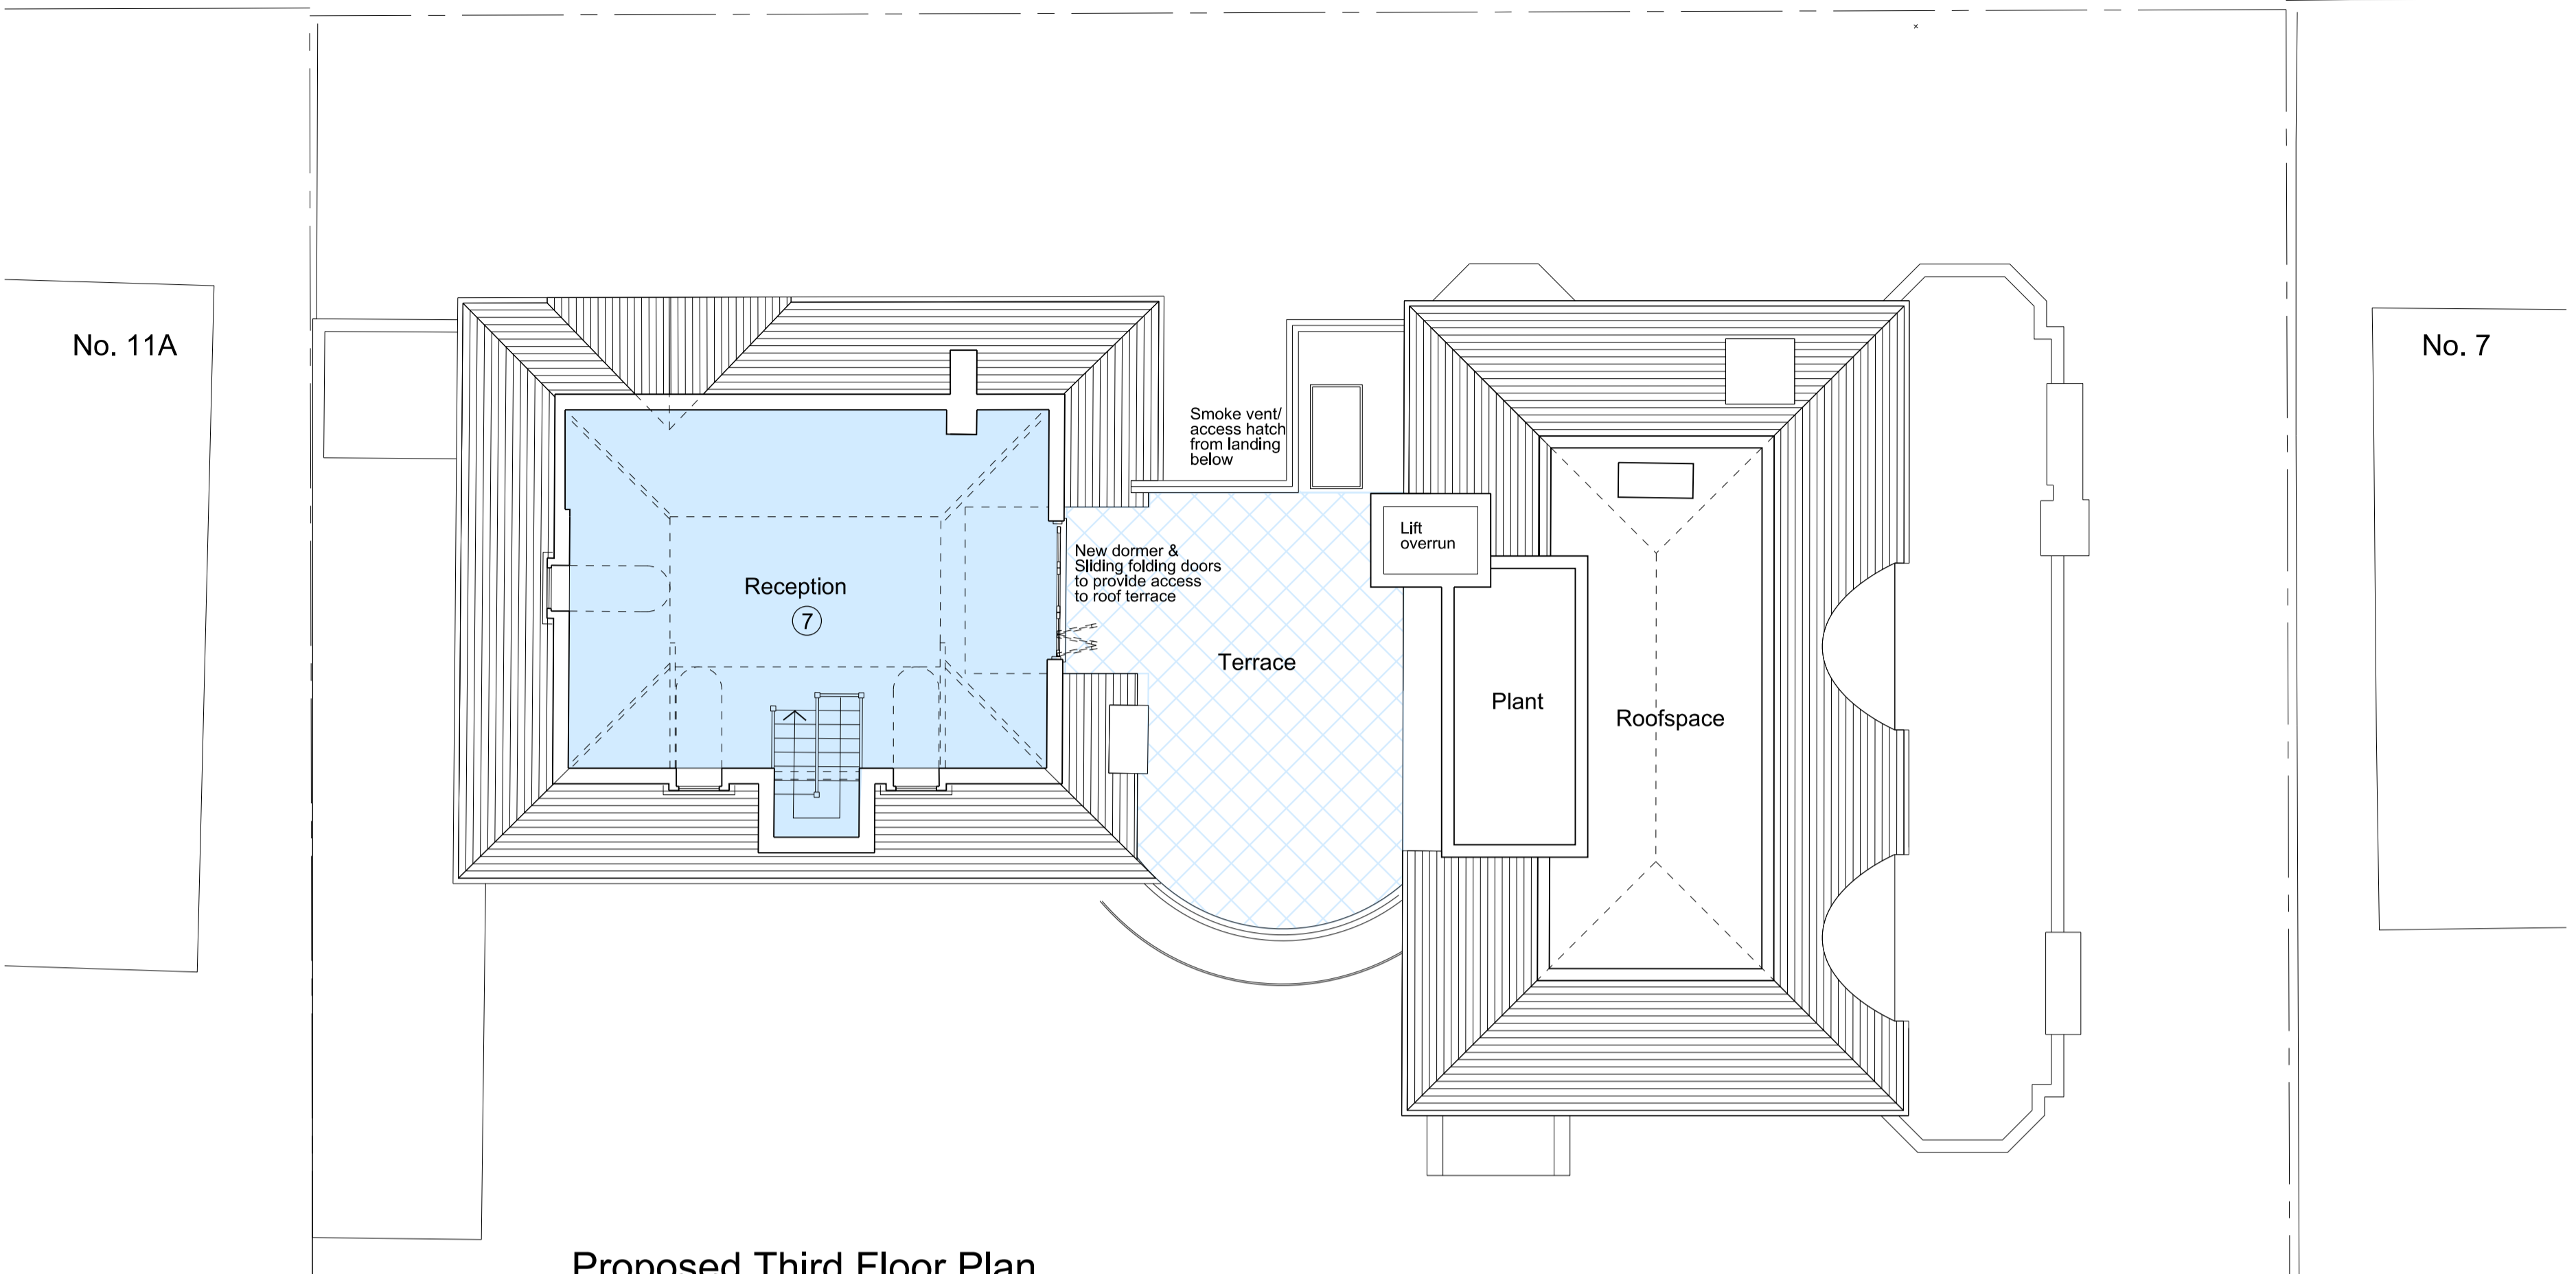 No. 11A
No. 7
Smoke vent/
access hatch
from landing
below
Lift
overrun
New dormer &
Sliding folding doors
to provide access
to roof terrace
Reception
7
Terrace
Plant
Roofspace
Proposed Third Floor Plan